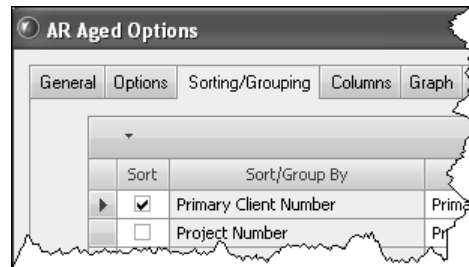 AR Aged Options
General Options Sorting/Grouping Columns Graph
Sort Sort/Group By
Primary Client Number
Project Number